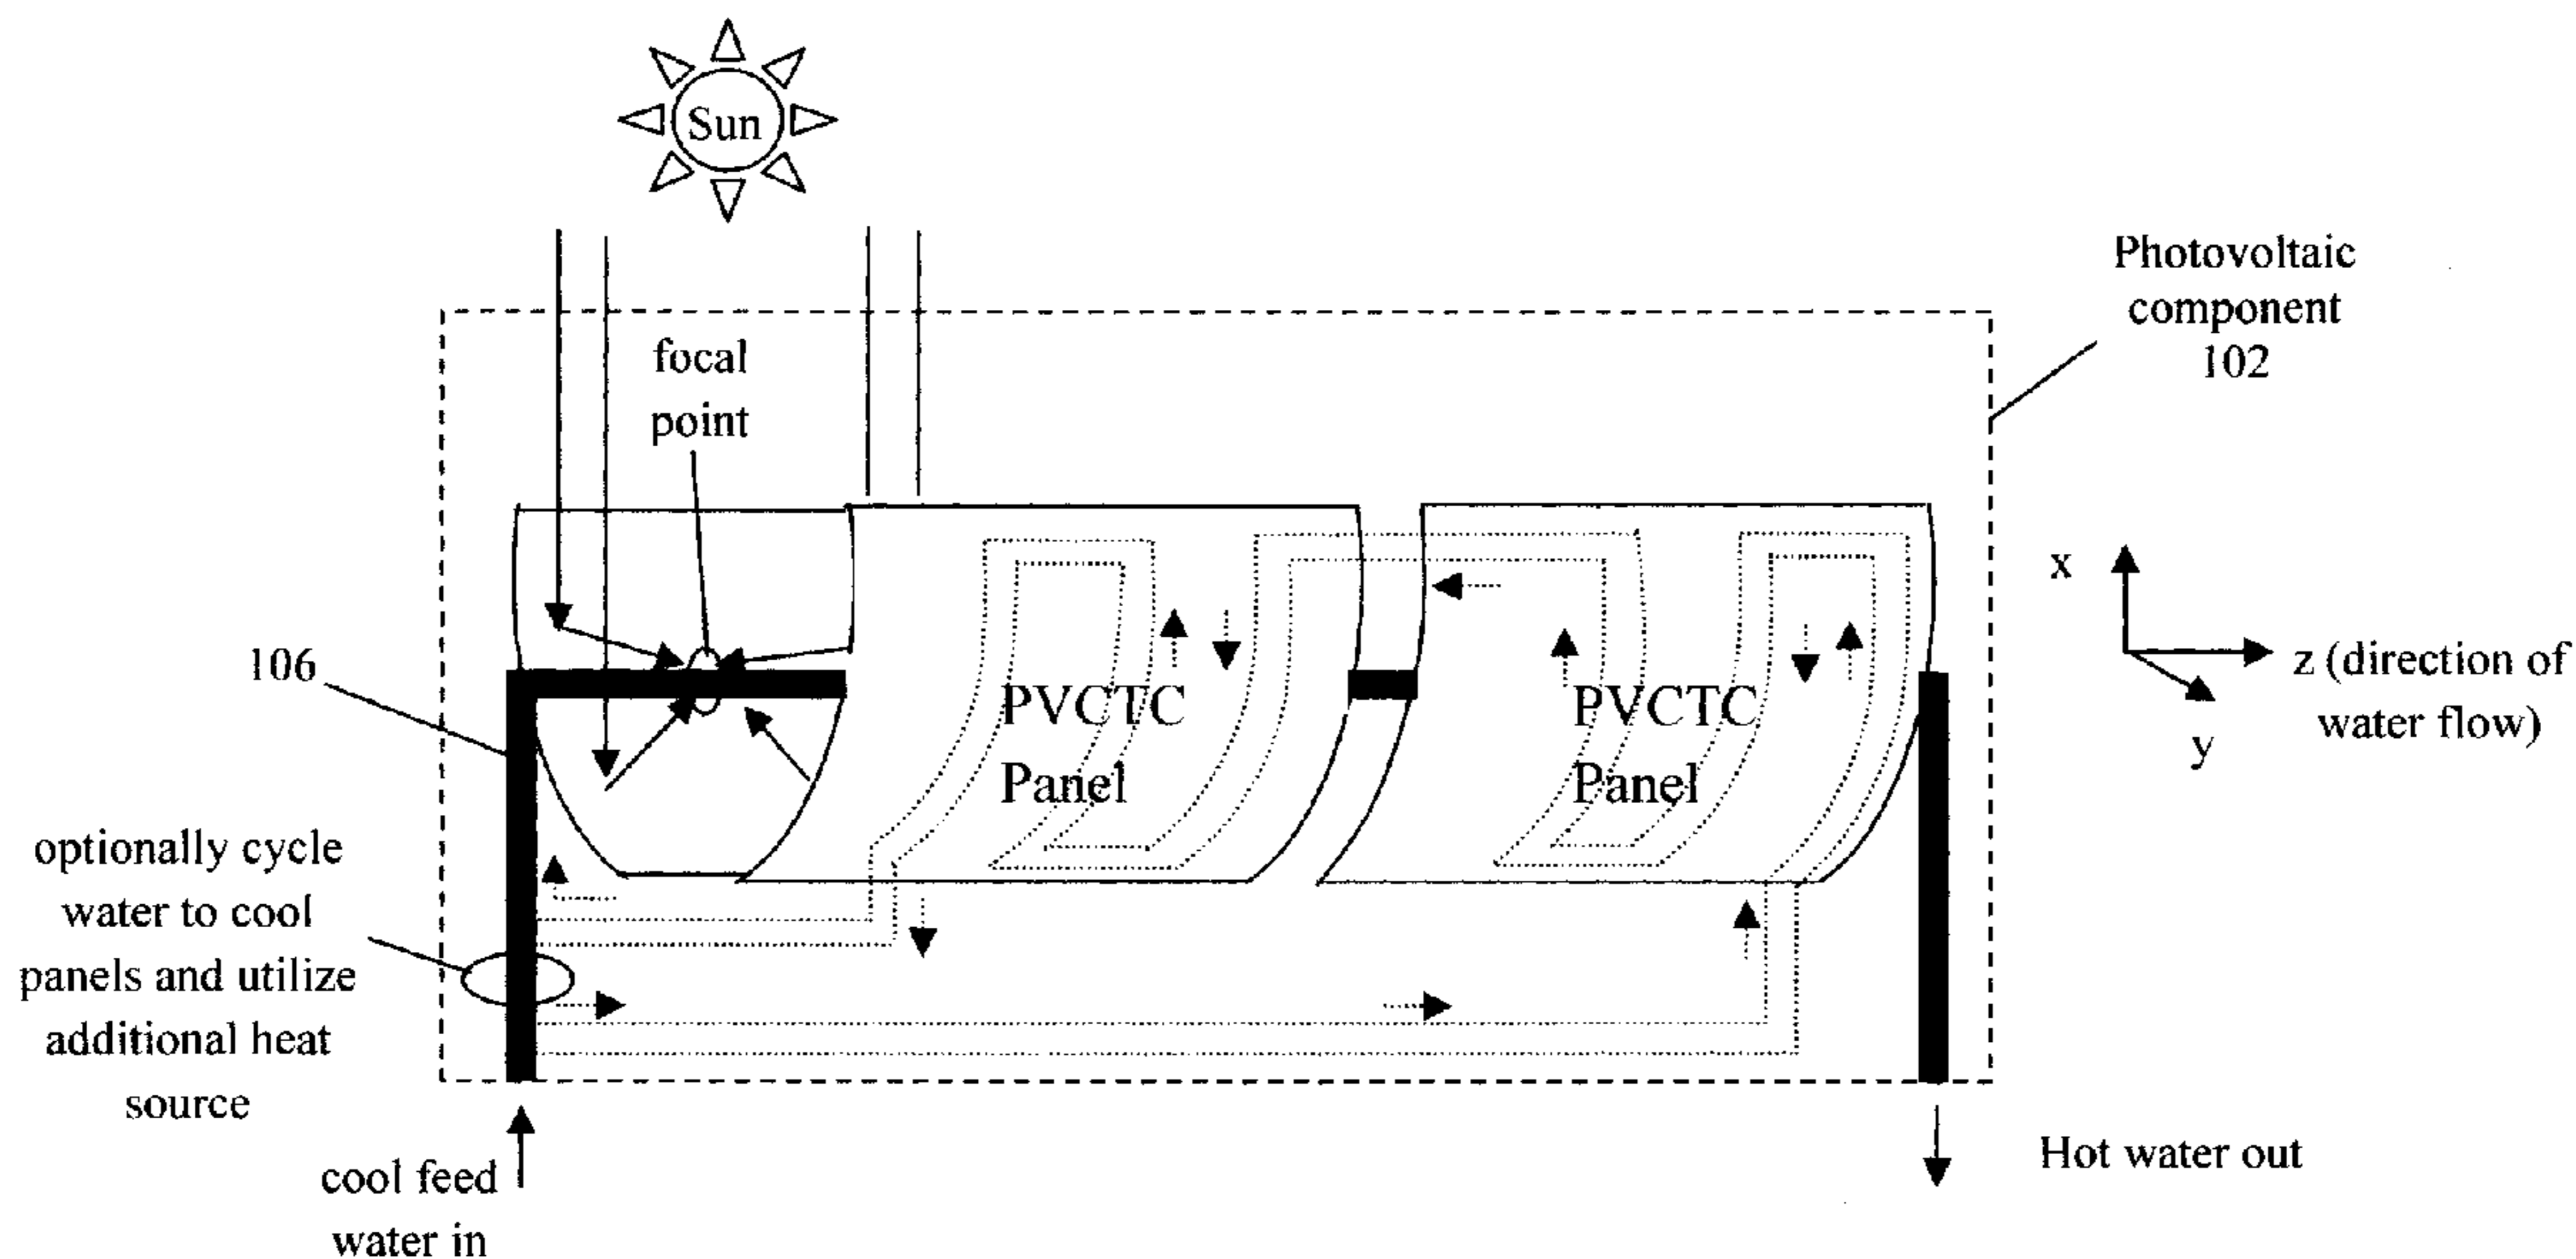 Sun
Photovoltaic
component
102
focal
point
106
x
z (direction of
water flow)
y
PVCTC
Panel
PVCTC
Panel
optionally cycle
water to cool
panels and utilize
additional heat
source
cool feed
water in
Hot water out